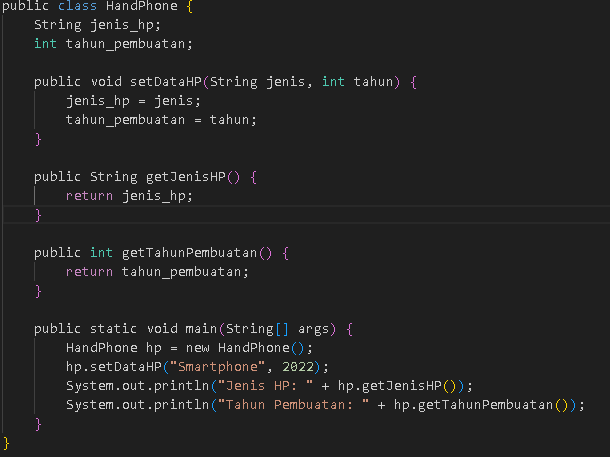 public class HandPhone {
    String jenis_hp;
    int tahun_pembuatan;

    public void setDataHP(String jenis, int tahun) {
        jenis_hp = jenis;
        tahun_pembuatan = tahun;
    }

    public String getJenisHP() {
        return jenis_hp;
    }

    public int getTahunPembuatan() {
        return tahun_pembuatan;
    }

    public static void main(String[] args) {
        HandPhone hp = new HandPhone();
        hp.setDataHP("Smartphone", 2022);
        System.out.println("Jenis HP: " + hp.getJenisHP());
        System.out.println("Tahun Pembuatan: " + hp.getTahunPembuatan());
    }
}